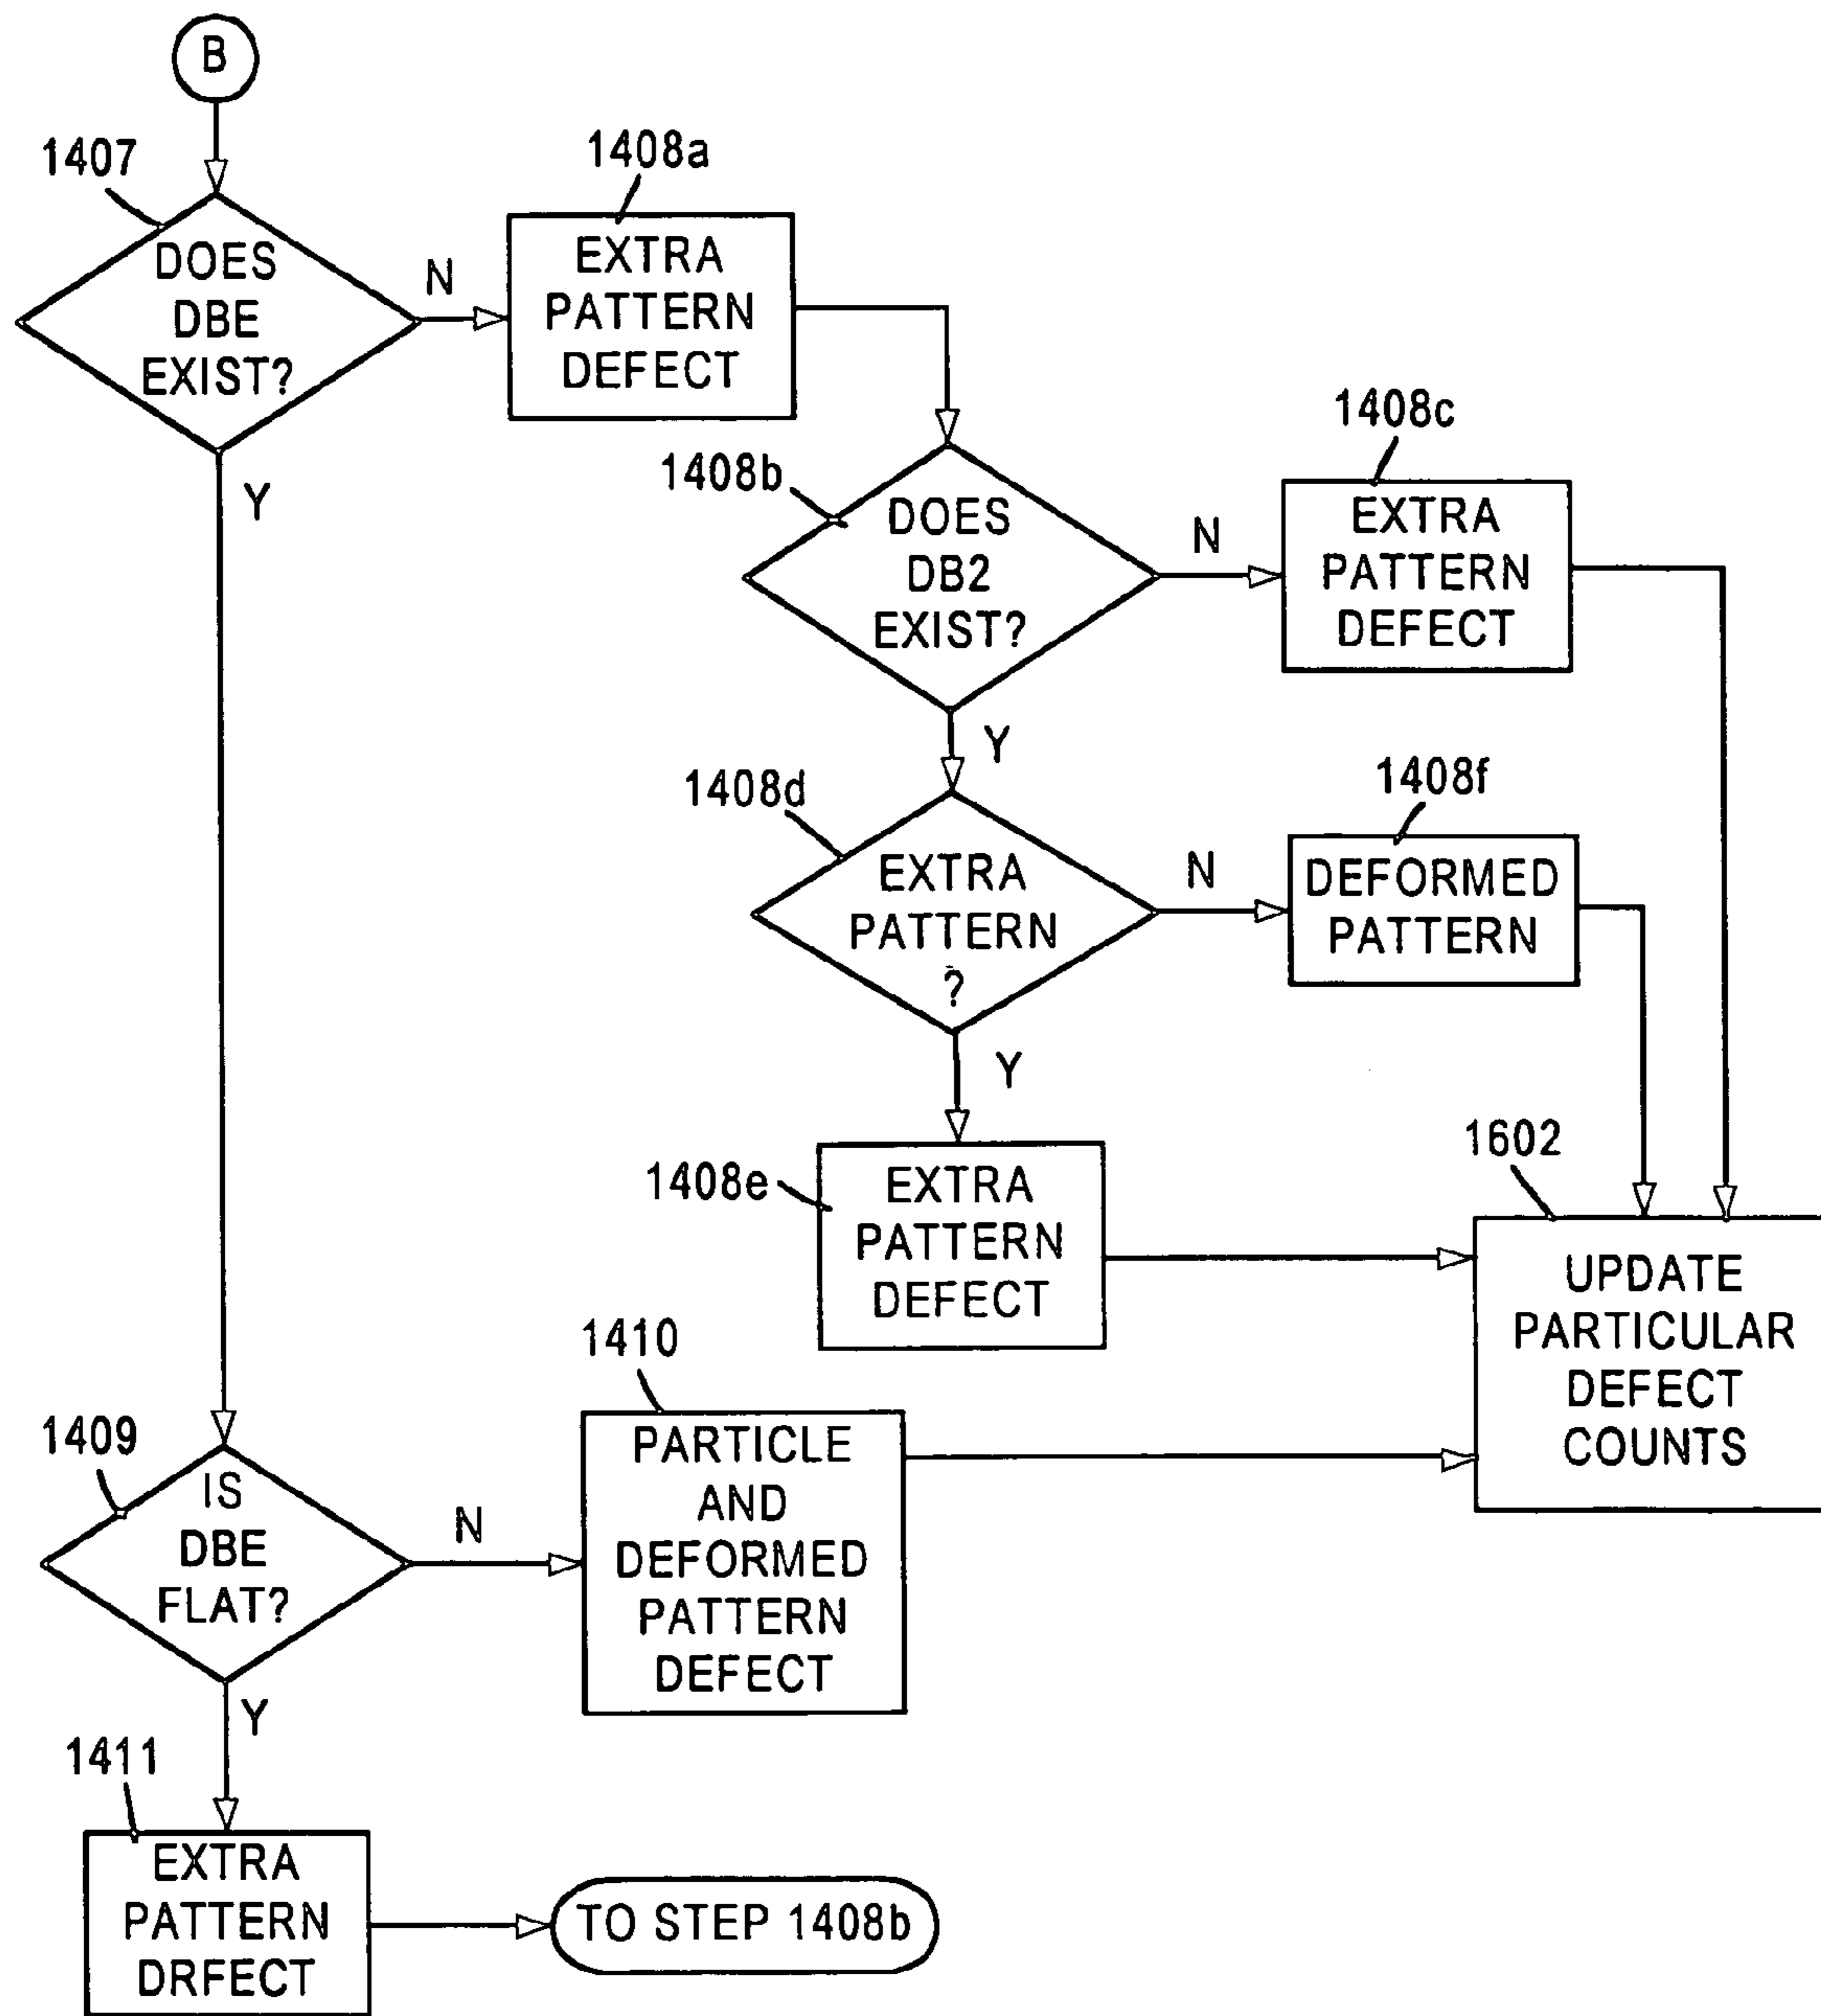 B
1407
DOES
DBE
EXIST?
N
Y
1408a
EXTRA
PATTERN
DEFECT
1408b
DOES
DB2
EXIST?
N
Y
1408c
EXTRA
PATTERN
DEFECT
1408d
EXTRA
PATTERN
?
N
Y
1408f
DEFORMED
PATTERN
1408e
EXTRA
PATTERN
DEFECT
1602
UPDATE
PARTICULAR
DEFECT
COUNTS
1409
IS
DBE
FLAT?
N
Y
1410
PARTICLE
AND
DEFORMED
PATTERN
DEFECT
1411
EXTRA
PATTERN
DRFECT
TO STEP 1408b